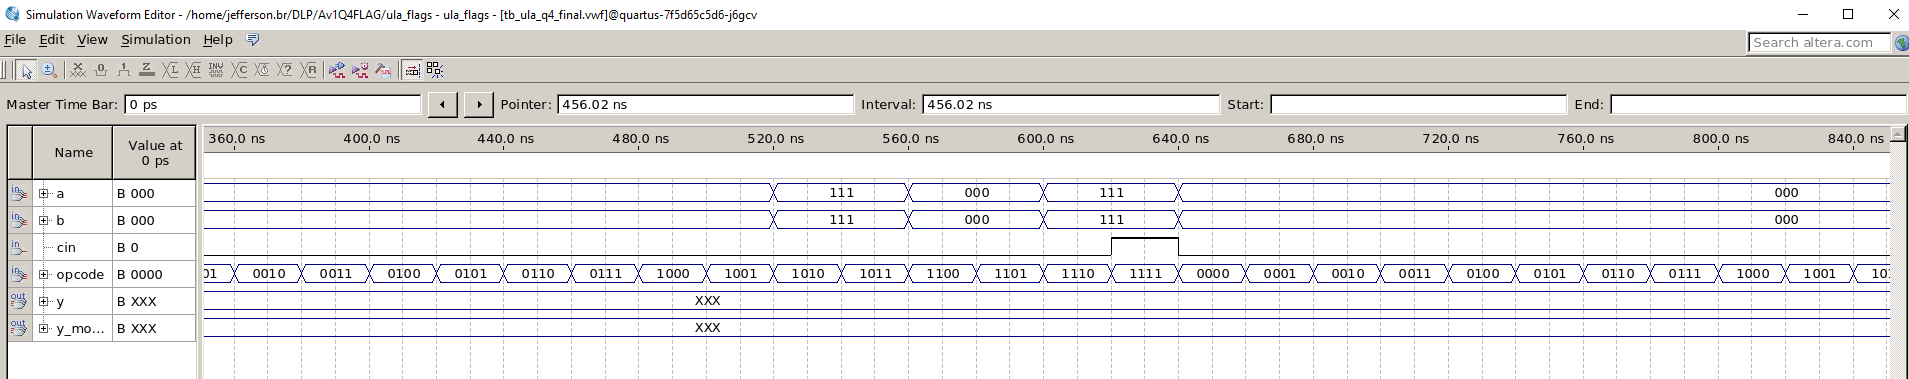 Simulation Waveform Editor - /home/jefferson.br/DLP/Av1Q4FLAG/ula_flags - ula_flags - [tb_ula_q4_final.vwf]@quartus-7f5d65c5d6-j6gcv
File Edit View Simulation Help Search altera.com
Master Time Bar: 0 ps Pointer: 456.02 ns Interval: 456.02 ns Start: End:
Name Value at 0 ps 360.0 ns 400.0 ns 440.0 ns 480.0 ns 520.0 ns 560.0 ns 600.0 ns 640.0 ns 680.0 ns 720.0 ns 760.0 ns 800.0 ns 840.0 ns
in a B 000 111 000 111 000
in b B 000 111 000 111 000
in cin B 0
in opcode B 0000 01 0010 0011 0100 0101 0110 0111 1000 1001 1010 1011 1100 1101 1110 1111 0000 0001 0010 0011 0100 0101 0110 0111 1000 1001 10
out y B XXX XXX
out y_mo... B XXX XXX